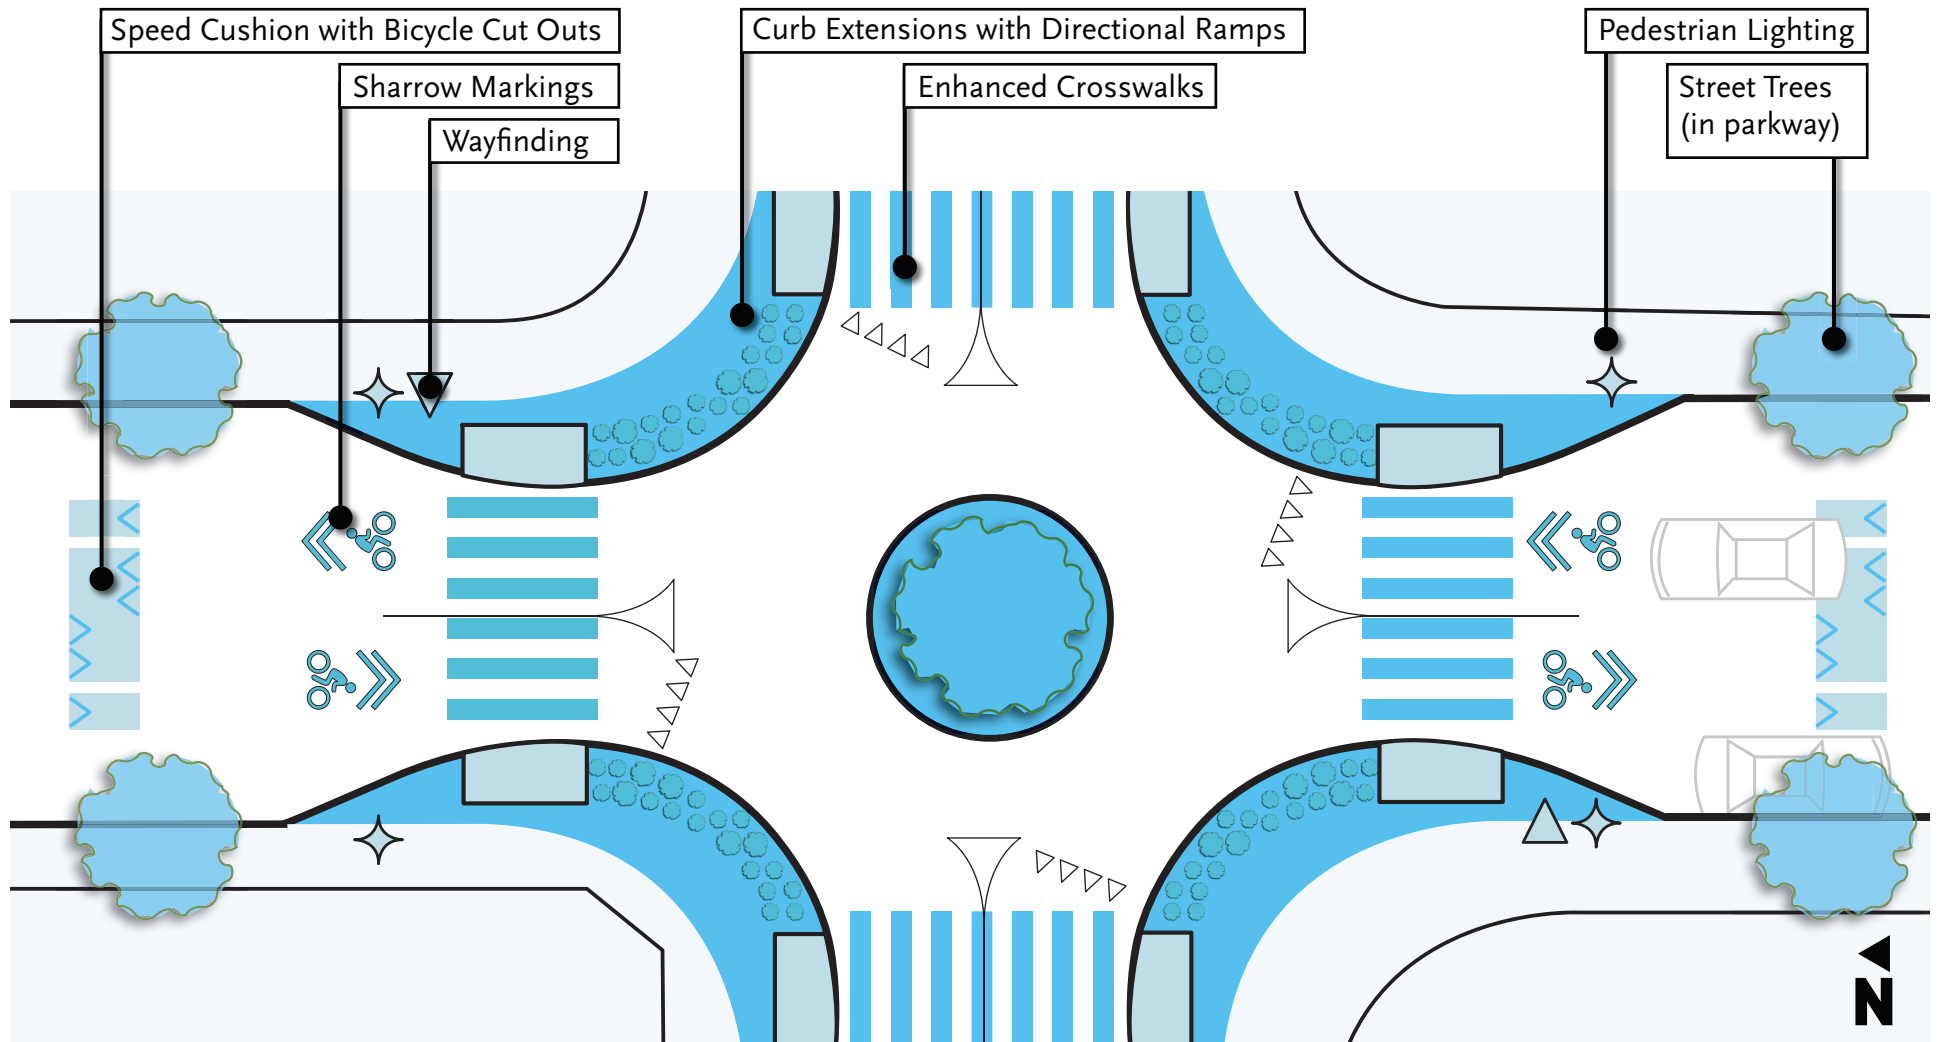 Speed Cushion with Bicycle Cut Outs
Curb Extensions with Directional Ramps
Pedestrian Lighting
Sharrow Markings
Enhanced Crosswalks
Street Trees
(in parkway)
Wayfinding
N